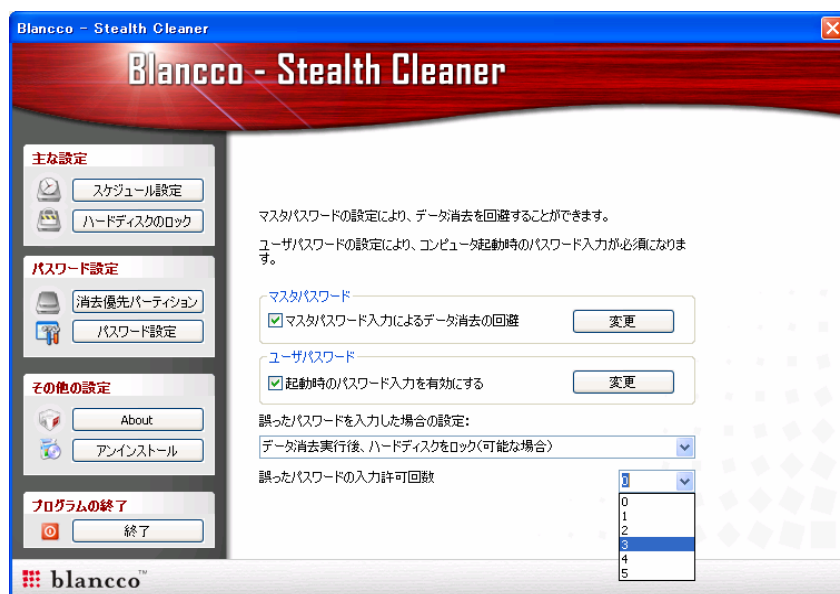 Blancco - Stealth Cleaner
Blancco - Stealth Cleaner
主な設定
スケジュール設定
ハードディスクのロック
パスワード設定
消去優先パーティション
パスワード設定
その他の設定
About
アンインストール
プログラムの終了
終了
blancco™
マスタパスワードの設定により、データ消去を回避することができます。
ユーザパスワードの設定により、コンピュータ起動時のパスワード入力が必須になりま
す。
マスタパスワード
マスタパスワード入力によるデータ消去の回避
変更
ユーザパスワード
起動時のパスワード入力を有効にする
変更
誤ったパスワードを入力した場合の設定:
データ消去実行後、ハードディスクをロック(可能な場合)
誤ったパスワードの入力許可回数
0
0
1
2
3
4
5